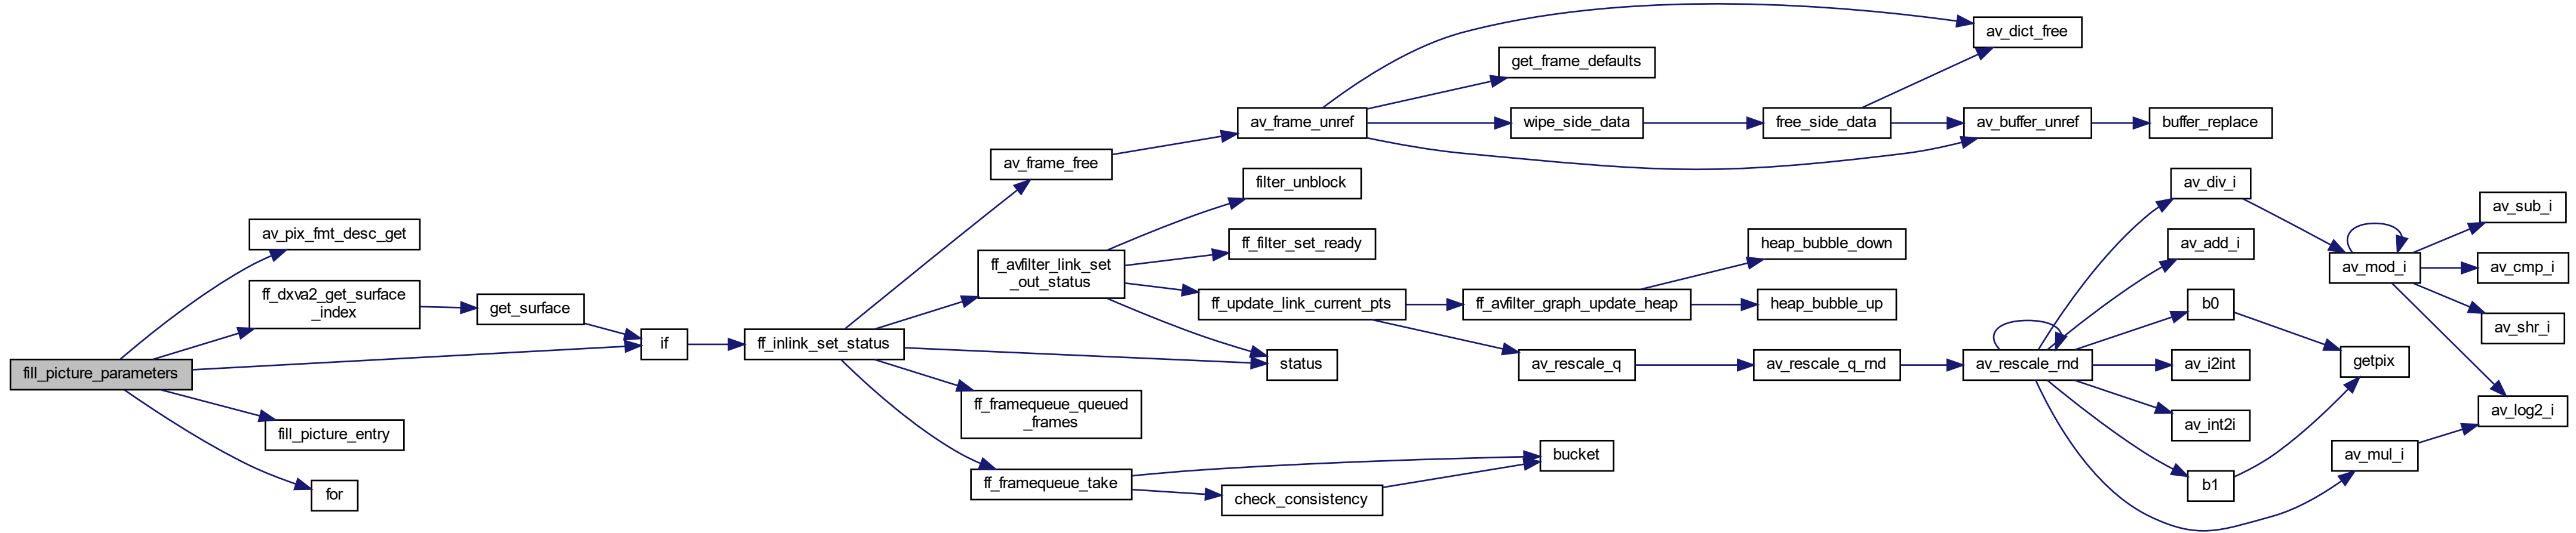 fill_picture_parameters
av_pix_fmt_desc_get
ff_dxva2_get_surface
_index
get_surface
if
fill_picture_entry
for
ff_inlink_set_status
av_frame_free
ff_avfilter_link_set
_out_status
ff_framequeue_queued
_frames
ff_framequeue_take
av_frame_unref
filter_unblock
ff_filter_set_ready
ff_update_link_current_pts
status
bucket
check_consistency
get_frame_defaults
wipe_side_data
free_side_data
av_dict_free
av_buffer_unref
buffer_replace
ff_avfilter_graph_update_heap
heap_bubble_down
heap_bubble_up
av_rescale_q
av_rescale_q_rnd
av_rescale_rnd
av_div_i
av_add_i
b0
av_i2int
av_int2i
b1
av_mod_i
getpix
av_mul_i
av_sub_i
av_cmp_i
av_shr_i
av_log2_i